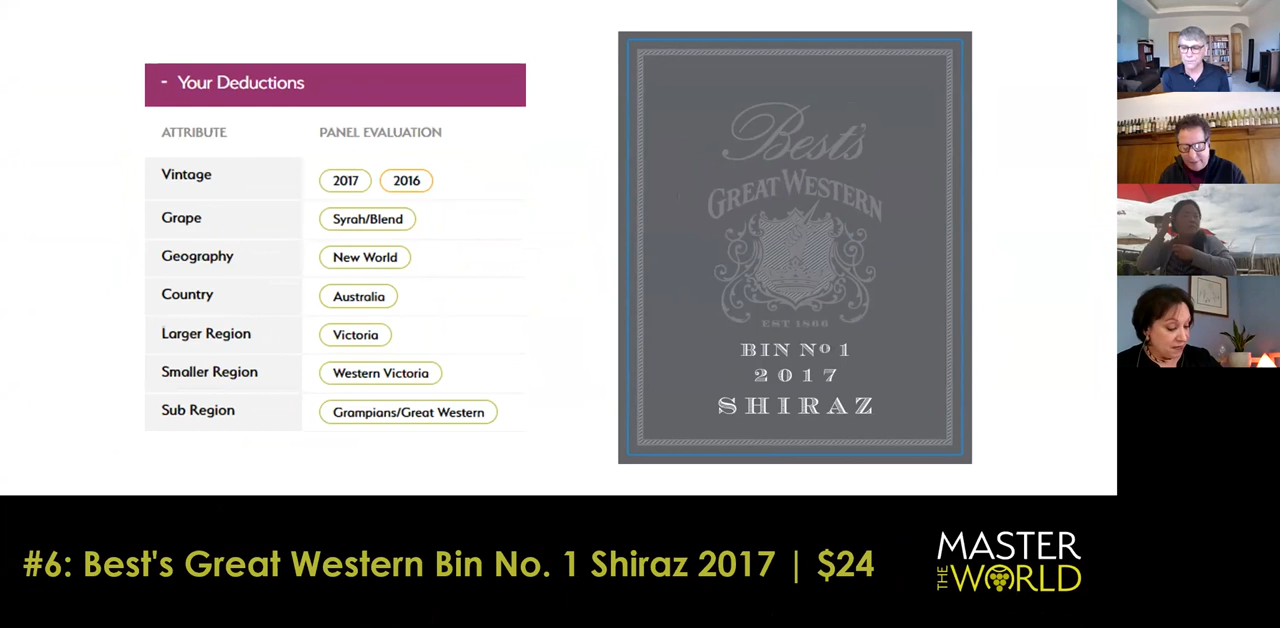 - Your Deductions
ATTRIBUTE PANEL EVALUATION
Vintage 2017 2016
Grape Syrah/Blend
Geography New World
Country Australia
Larger Region Victoria
Smaller Region Western Victoria
Sub Region Grampians/Great Western
Best's
GREAT WESTERN
EST 1866
BIN No 1
2017
SHIRAZ
#6: Best's Great Western Bin No. 1 Shiraz 2017 | $24
MASTER
THE WORLD